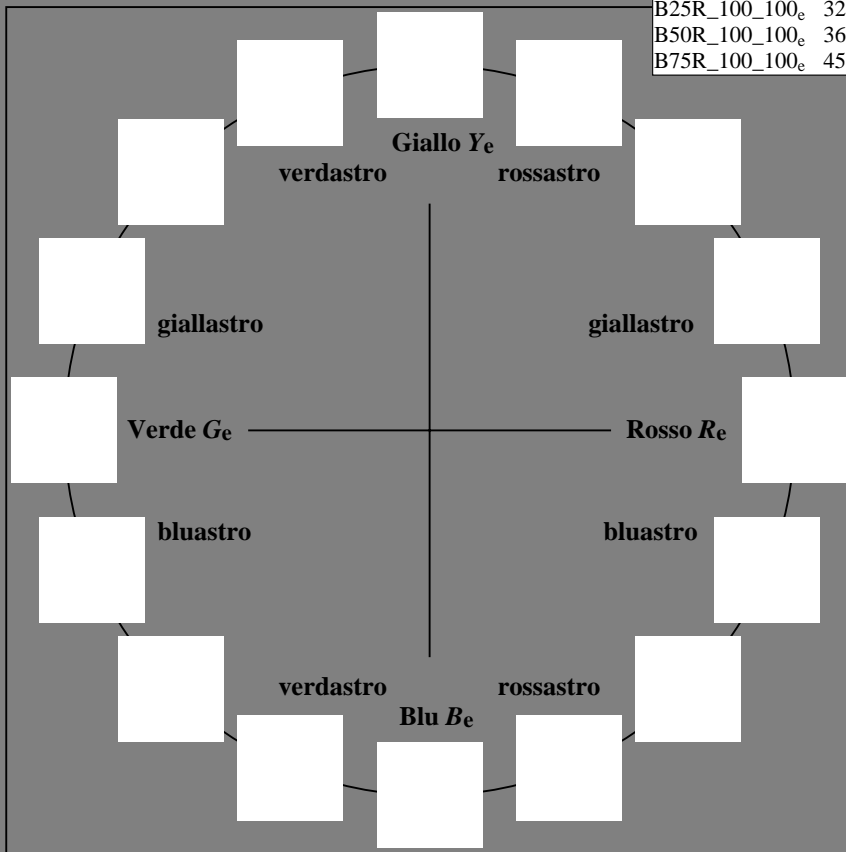 B25R_100_100e 32
B50R_100_100e 36
B75R_100_100e 45
Giallo Ye
verdastro rossastro
giallastro giallastro
Verde Ge Rosso Re
bluastro bluastro
verdastro rossastro
Blu Be